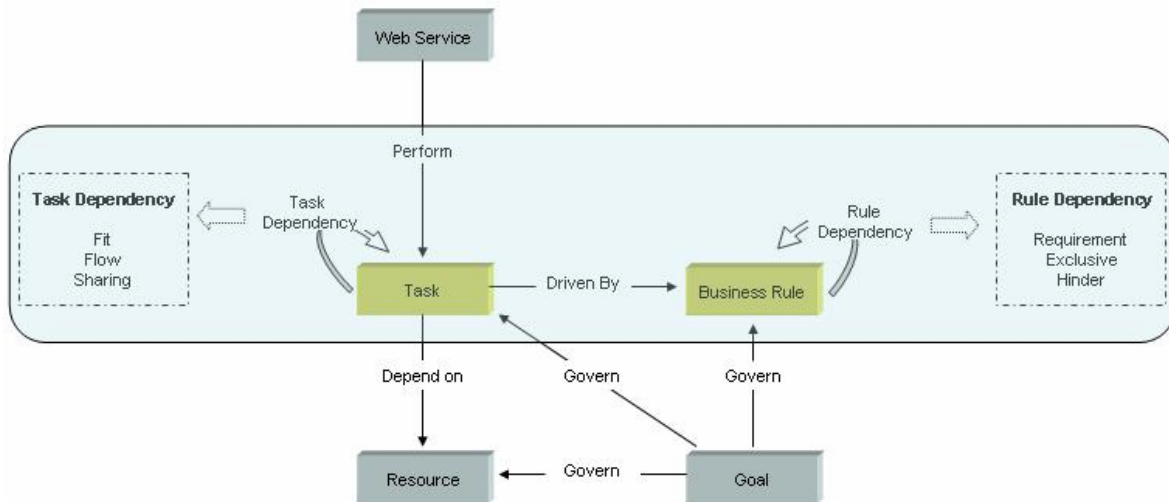 Web Service
Perform
Task Dependency
Fit
Flow
Sharing
Task
Dependency
Rule
Dependency
Rule Dependency
Requirement
Exclusive
Hinder
Task
Driven By
Business Rule
Depend on
Govern
Govern
Resource
Govern
Goal